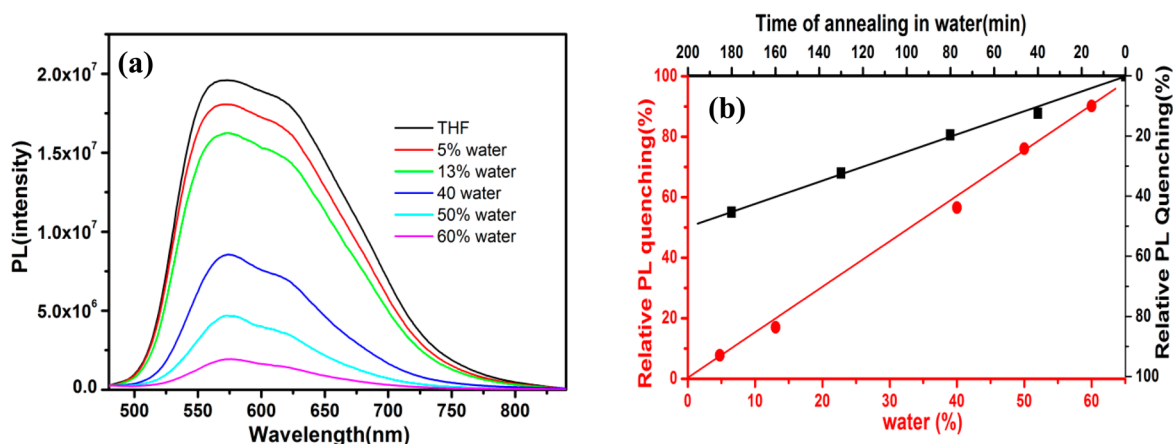 (a)
PL(intensity)
2.0x10⁷
1.5x10⁷
1.0x10⁷
5.0x10⁶
0.0
THF
5% water
13% water
40 water
50% water
60% water
500 550 600 650 700 750 800
Wavelength(nm)
(b)
Time of annealing in water(min)
200 180 160 140 120 100 80 60 40 20 0
Relative PL quenching(%)
100
80
60
40
20
0
0
20
40
60
80
100
Relative PL Quenching(%)
0 10 20 30 40 50 60
water (%)